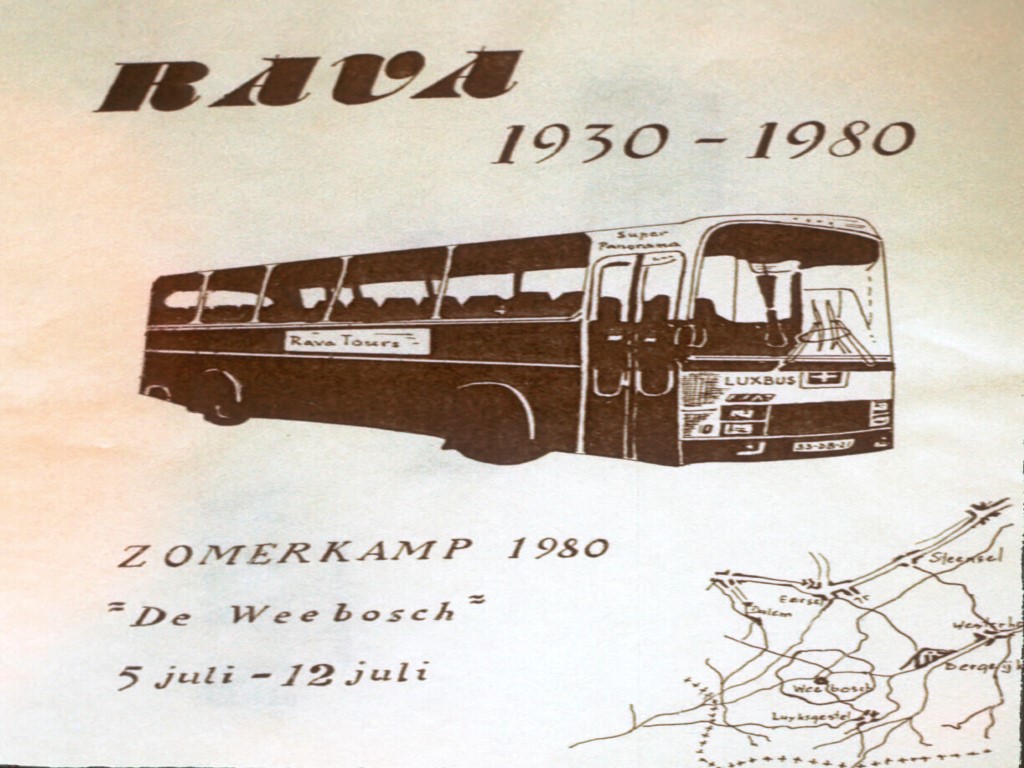 RAVA
1930 - 1980
Super
Panorama
Rava Tours
LUXBUS
ZOMERKAMP 1980
"De Weebosch"
5 juli - 12 juli
Steensel
Eersel
Dalem
Bergeijk
Weebosch
Luyksgestel